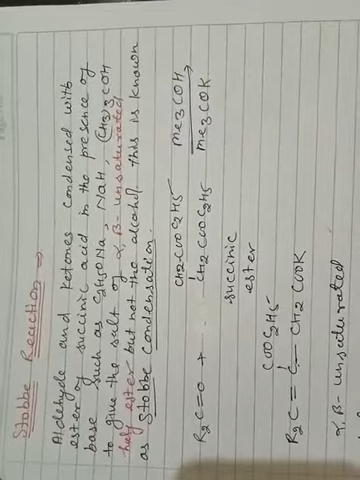 Stobbe Reaction ⇒
Aldehyde and ketones condensed with
ester of succinic acid in the presence of
base such as C2H5ONa, NaH, (CH3)3COH
to give the salt of α, β-unsaturated
half ester but not the alcohol. This is known
as Stobbe Condensation.
CH2COOC2H5 Me3COH
R2C=O + CH2COOC2H5 Me3COK
succinic
ester
COOC2H5
R2C = C — CH2COOK
α, β-unsaturated